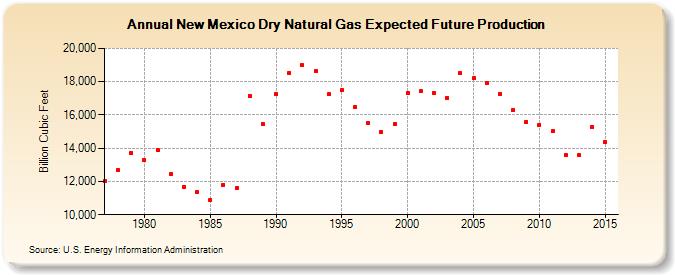 Annual New Mexico Dry Natural Gas Expected Future Production
Billion Cubic Feet
20,000
18,000
16,000
14,000
12,000
10,000
1980 1985 1990 1995 2000 2005 2010 2015
Source: U.S. Energy Information Administration